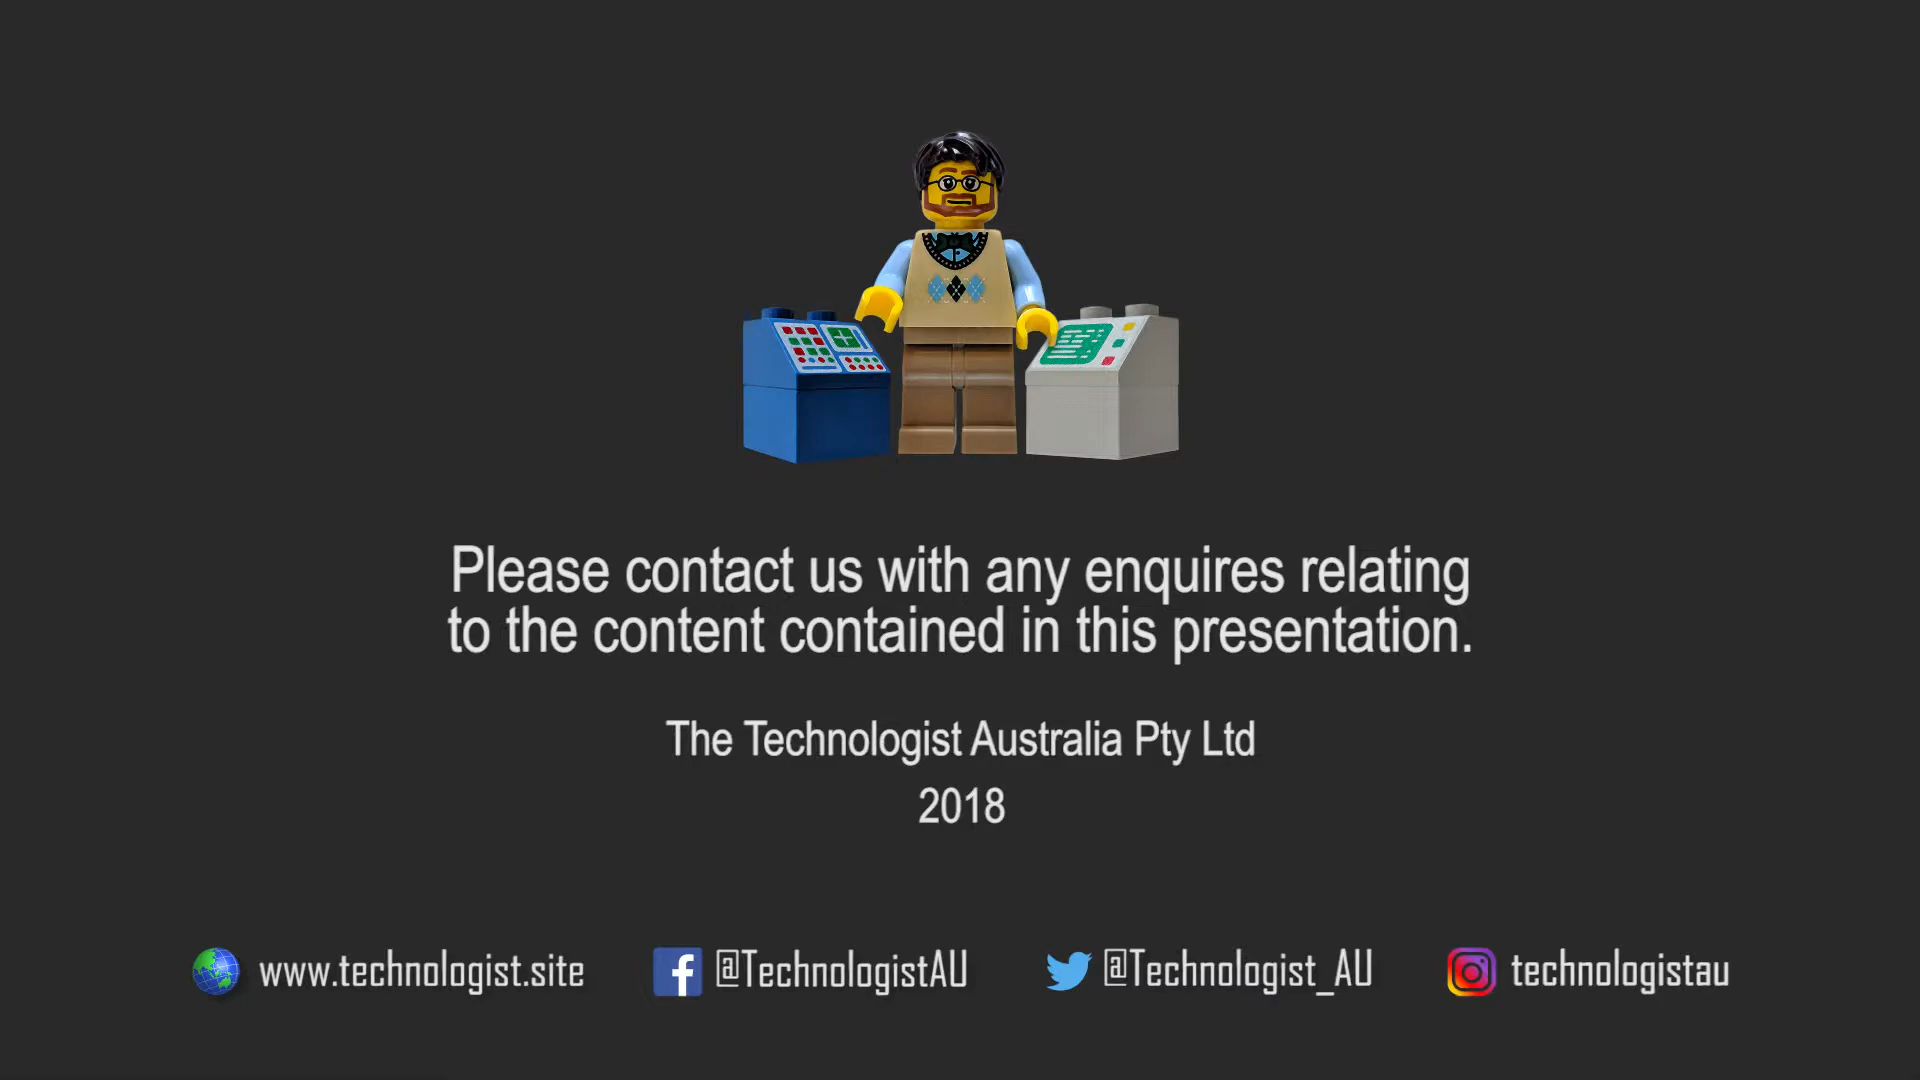 Please contact us with any enquires relating
to the content contained in this presentation.
The Technologist Australia Pty Ltd
2018
www.technologist.site
@TechnologistAU
@Technologist_AU
technologistau